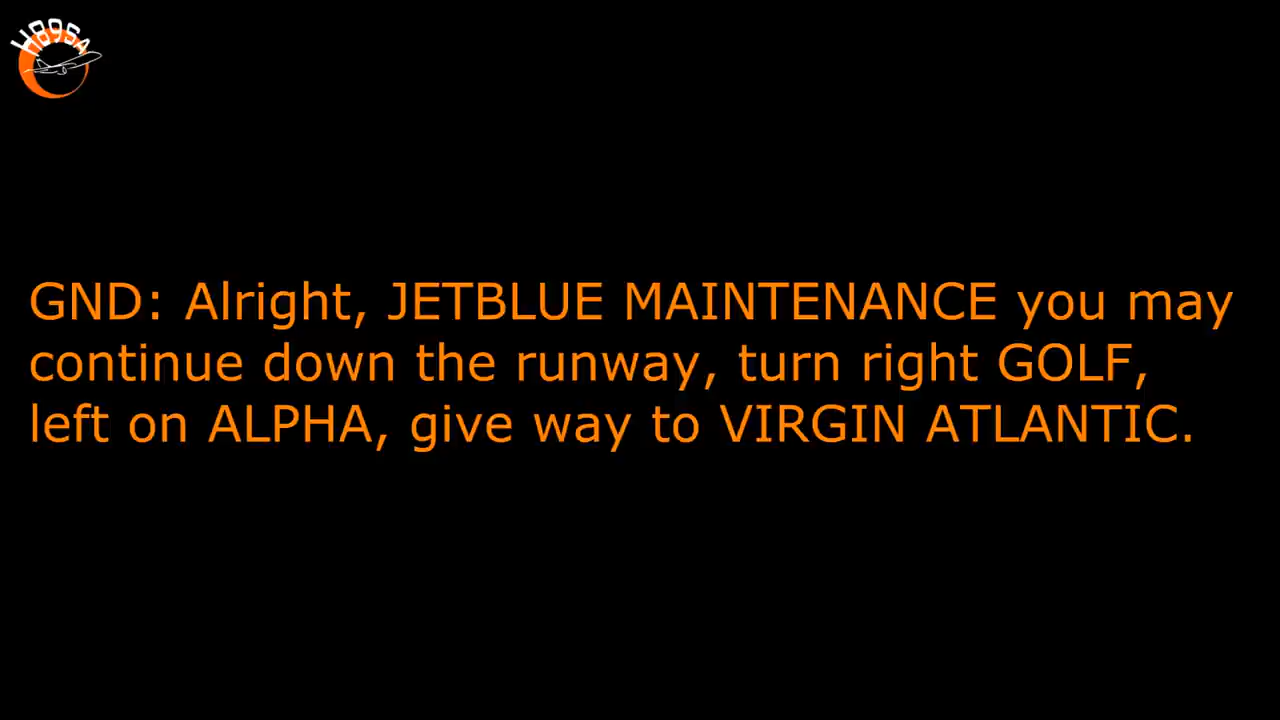 H89SA
GND: Alright, JETBLUE MAINTENANCE you may
continue down the runway, turn right GOLF,
left on ALPHA, give way to VIRGIN ATLANTIC.